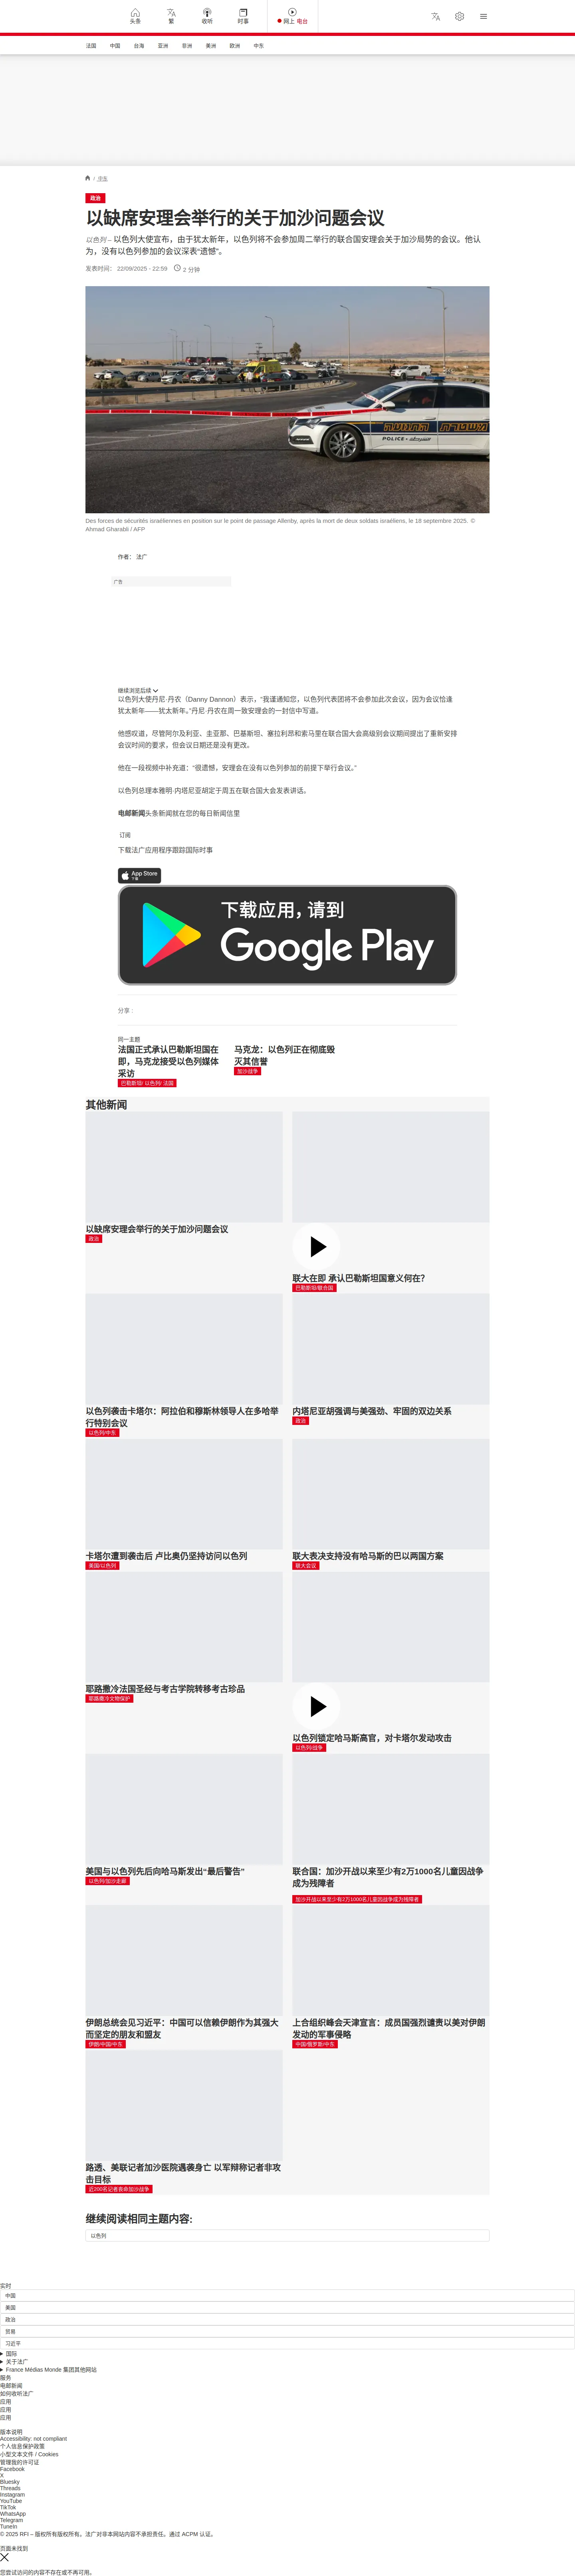 头条
繁
收听
时事
网上 电台
法国 中国 台海 亚洲 非洲 美洲 欧洲 中东
/ 中东
政治
以缺席安理会举行的关于加沙问题会议
以色列 – 以色列大使宣布，由于犹太新年，以色列将不会参加周二举行的联合国安理会关于加沙局势的会议。他认
为，没有以色列参加的会议深表“遗憾”。
发表时间： 22/09/2025 - 22:59 2 分钟
משטרת התנועה
POLICE
Des forces de sécurités israéliennes en position sur le point de passage Allenby, après la mort de deux soldats israéliens, le 18 septembre 2025. ©
Ahmad Gharabli / AFP
作者： 法广
广告
继续浏览后续
以色列大使丹尼·丹农（Danny Dannon）表示，“我谨通知您，以色列代表团将不会参加此次会议，因为会议恰逢
犹太新年——犹太新年。”丹尼·丹农在周一致安理会的一封信中写道。
他感叹道，尽管阿尔及利亚、圭亚那、巴基斯坦、塞拉利昂和索马里在联合国大会高级别会议期间提出了重新安排
会议时间的要求，但会议日期还是没有更改。
他在一段视频中补充道：“很遗憾，安理会在没有以色列参加的前提下举行会议。”
以色列总理本雅明·内塔尼亚胡定于周五在联合国大会发表讲话。
电邮新闻头条新闻就在您的每日新闻信里
订阅
下载法广应用程序跟踪国际时事
App Store
下载
下载应用，请到
Google Play
分享 :
同一主题
法国正式承认巴勒斯坦国在
即，马克龙接受以色列媒体
采访
巴勒斯坦/ 以色列/ 法国
马克龙：以色列正在彻底毁
灭其信誉
加沙战争
其他新闻
以缺席安理会举行的关于加沙问题会议
政治
联大在即 承认巴勒斯坦国意义何在?
巴勒斯坦/联合国
以色列袭击卡塔尔：阿拉伯和穆斯林领导人在多哈举
行特别会议
以色列/中东
内塔尼亚胡强调与美强劲、牢固的双边关系
政治
卡塔尔遭到袭击后 卢比奥仍坚持访问以色列
美国/以色列
联大表决支持没有哈马斯的巴以两国方案
联大会议
耶路撒冷法国圣经与考古学院转移考古珍品
耶路撒冷文物保护
以色列锁定哈马斯高官，对卡塔尔发动攻击
以色列/战争
美国与以色列先后向哈马斯发出“最后警告”
以色列/加沙走廊
联合国：加沙开战以来至少有2万1000名儿童因战争
成为残障者
加沙开战以来至少有2万1000名儿童因战争成为残障者
伊朗总统会见习近平：中国可以信赖伊朗作为其强大
而坚定的朋友和盟友
伊朗/中国/中东
上合组织峰会天津宣言：成员国强烈谴责以美对伊朗
发动的军事侵略
中国/俄罗斯/中东
路透、美联记者加沙医院遇袭身亡 以军辩称记者非攻
击目标
近200名记者丧命加沙战争
继续阅读相同主题内容:
以色列
实时
中国
美国
政治
贸易
习近平
国际
关于法广
France Médias Monde 集团其他网站
服务
电邮新闻
如何收听法广
应用
应用
应用
版本说明
Accessibility: not compliant
个人信息保护政策
小型文本文件 / Cookies
管理我的许可证
Facebook
X
Bluesky
Threads
Instagram
YouTube
TikTok
WhatsApp
Telegram
TuneIn
© 2025 RFI – 版权所有版权所有。法广对非本网站内容不承担责任。通过 ACPM 认证。
页面未找到
您尝试访问的内容不存在或不再可用。